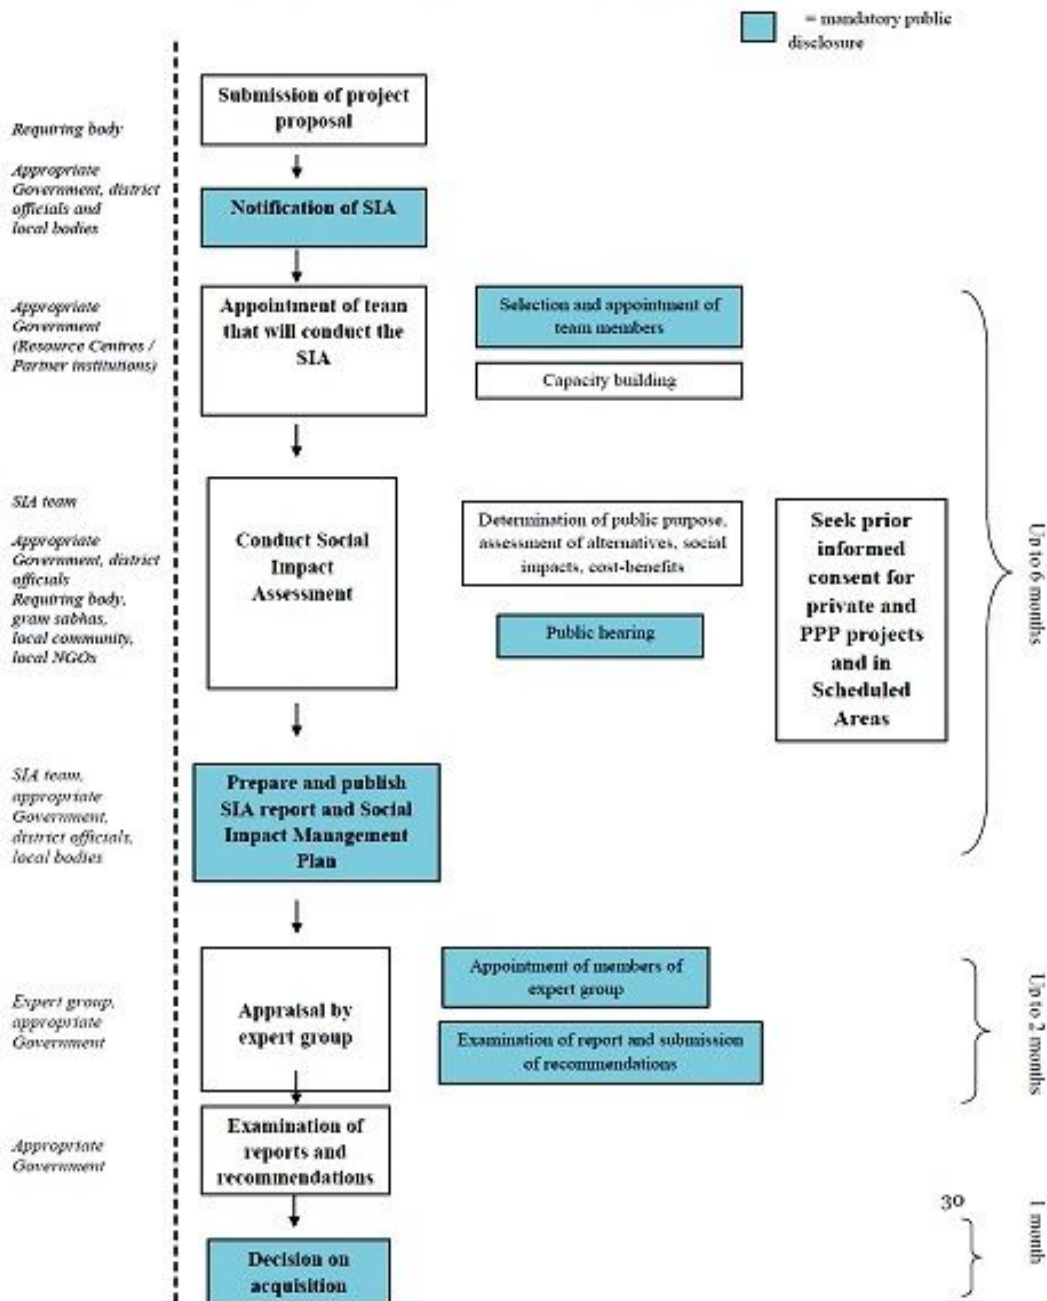 = mandatory public
disclosure
Submission of project
proposal
Requiring body
Appropriate
Government, district
officials and
local bodies
Notification of SIA
Appropriate
Government
(Resource Centres /
Partner institutions)
Appointment of team
that will conduct the
SIA
Selection and appointment of
team members
Capacity building
SIA team
Appropriate
Government, district
officials
Requiring body,
gram sabhas,
local community,
local NGOs
Conduct Social
Impact
Assessment
Determination of public purpose,
assessment of alternatives, social
impacts, cost-benefits
Public hearing
Seek prior
informed
consent for
private and
PPP projects
and in
Scheduled
Areas
Up to 6 months
SIA team,
appropriate
Government,
district officials,
local bodies
Prepare and publish
SIA report and Social
Impact Management
Plan
Expert group,
appropriate
Government
Appraisal by
expert group
Appointment of members of
expert group
Examination of report and submission
of recommendations
Up to 2 months
Appropriate
Government
Examination of
reports and
recommendations
30
1 month
Decision on
acquisition